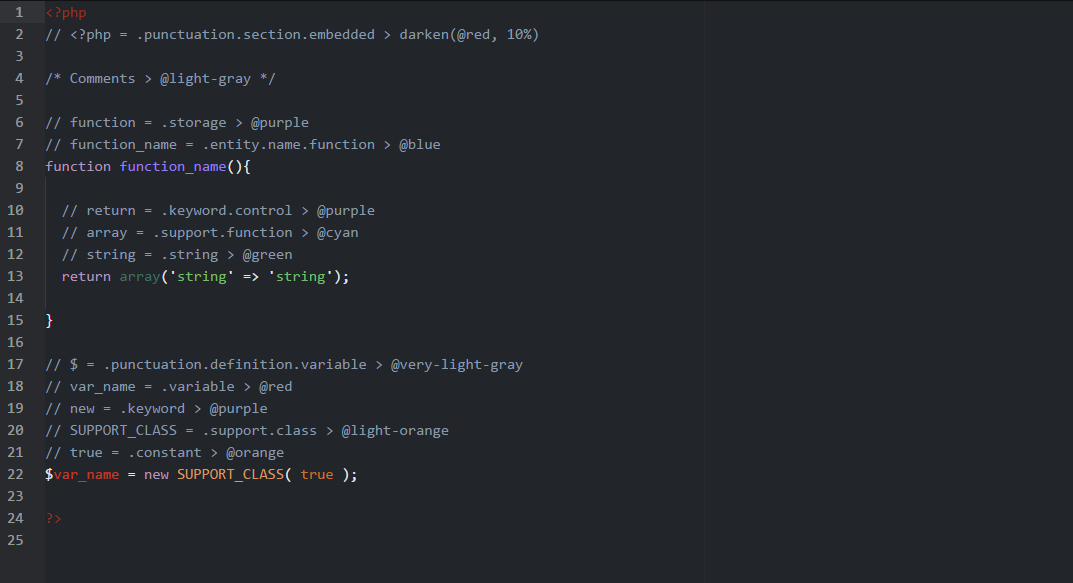 1 <?php
2 // <?php = .punctuation.section.embedded > darken(@red, 10%)
3
4 /* Comments > @light-gray */
5
6 // function = .storage > @purple
7 // function_name = .entity.name.function > @blue
8 function function_name(){
9
10   // return = .keyword.control > @purple
11   // array = .support.function > @cyan
12   // string = .string > @green
13   return array('string' => 'string');
14
15 }
16
17 // $ = .punctuation.definition.variable > @very-light-gray
18 // var_name = .variable > @red
19 // new = .keyword > @purple
20 // SUPPORT_CLASS = .support.class > @light-orange
21 // true = .constant > @orange
22 $var_name = new SUPPORT_CLASS( true );
23
24 ?>
25